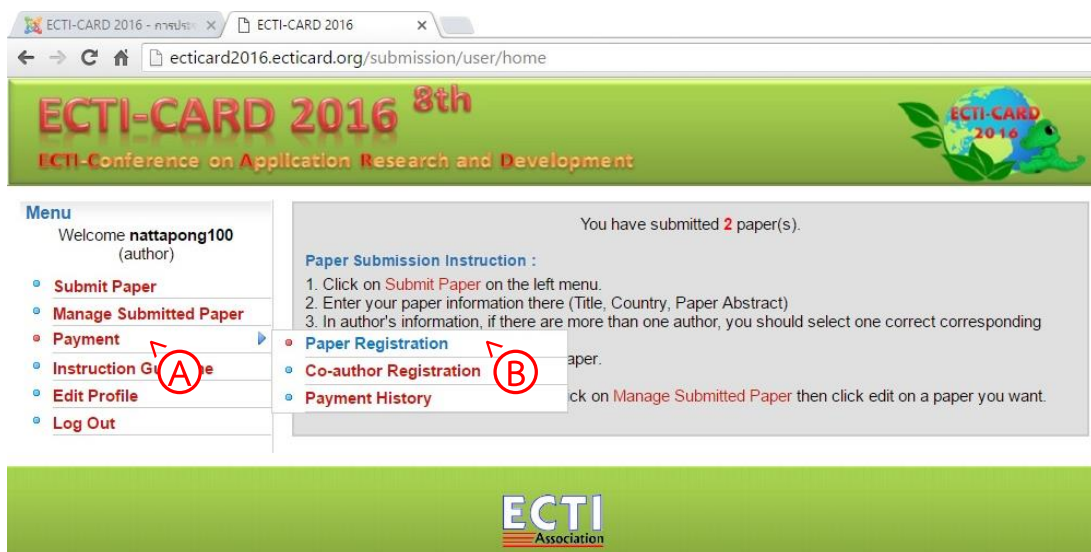 ECTI-CARD 2016 - การประ
ECTI-CARD 2016
ecticard2016.ecticard.org/submission/user/home
ECTI-CARD 2016 8th
ECTI-Conference on Application Research and Development
ECTI-CARD
2016
Menu
Welcome nattapong100
(author)
Submit Paper
Manage Submitted Paper
Payment
Instruction
Edit Profile
Log Out
A
Paper Registration
Co-author Registration
Payment History
B
You have submitted 2 paper(s).
Paper Submission Instruction :
1. Click on Submit Paper on the left menu.
2. Enter your paper information there (Title, Country, Paper Abstract)
3. In author's information, if there are more than one author, you should select one correct corresponding
aper.
ck on Manage Submitted Paper then click edit on a paper you want.
ECTI
Association